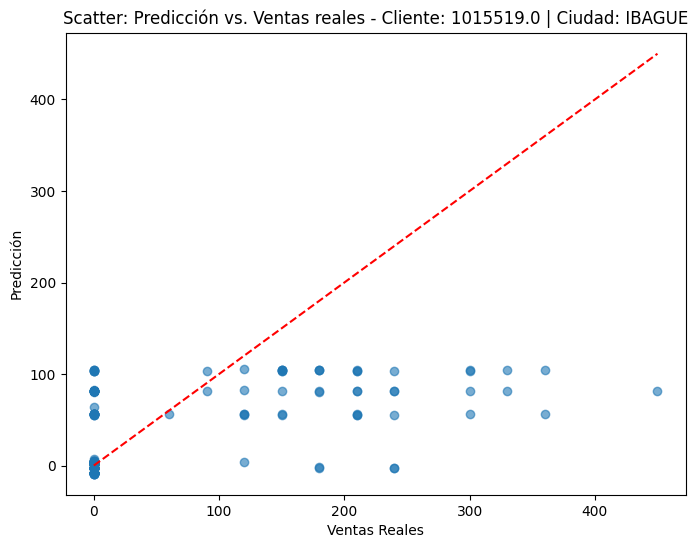 Scatter: Predicción vs. Ventas reales - Cliente: 1015519.0 | Ciudad: IBAGUE
400
300
200
100
0
Predicción
0 100 200 300 400
Ventas Reales